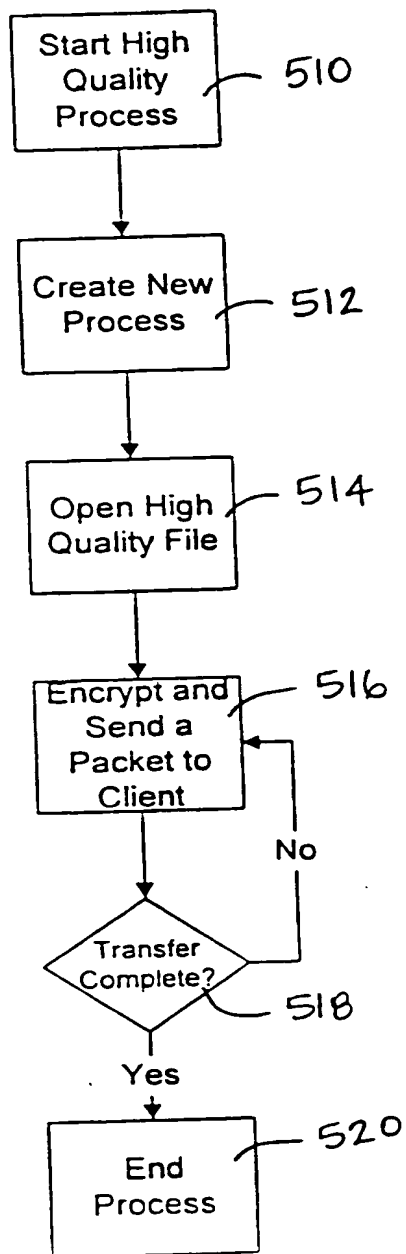 Start High
Quality
Process
510
Create New
Process
512
Open High
Quality File
514
Encrypt and
Send a
Packet to
Client
516
No
Transfer
Complete?
518
Yes
End
Process
520